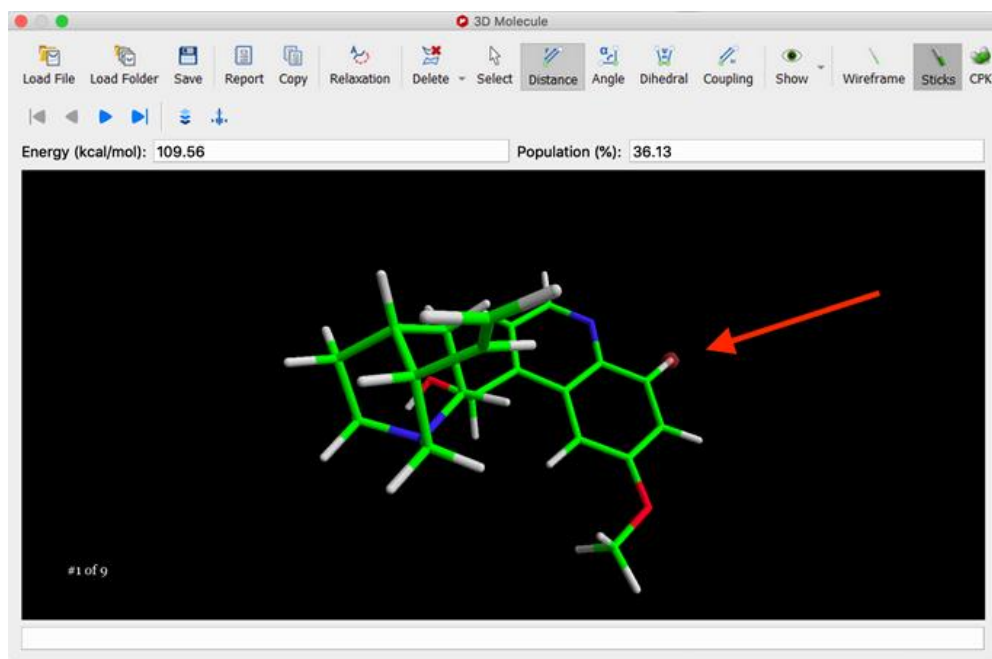 3D Molecule
Load File Load Folder Save Report Copy Relaxation Delete Select Distance Angle Dihedral Coupling Show Wireframe Sticks CPK
Energy (kcal/mol): 109.56 Population (%): 36.13
#1 of 9